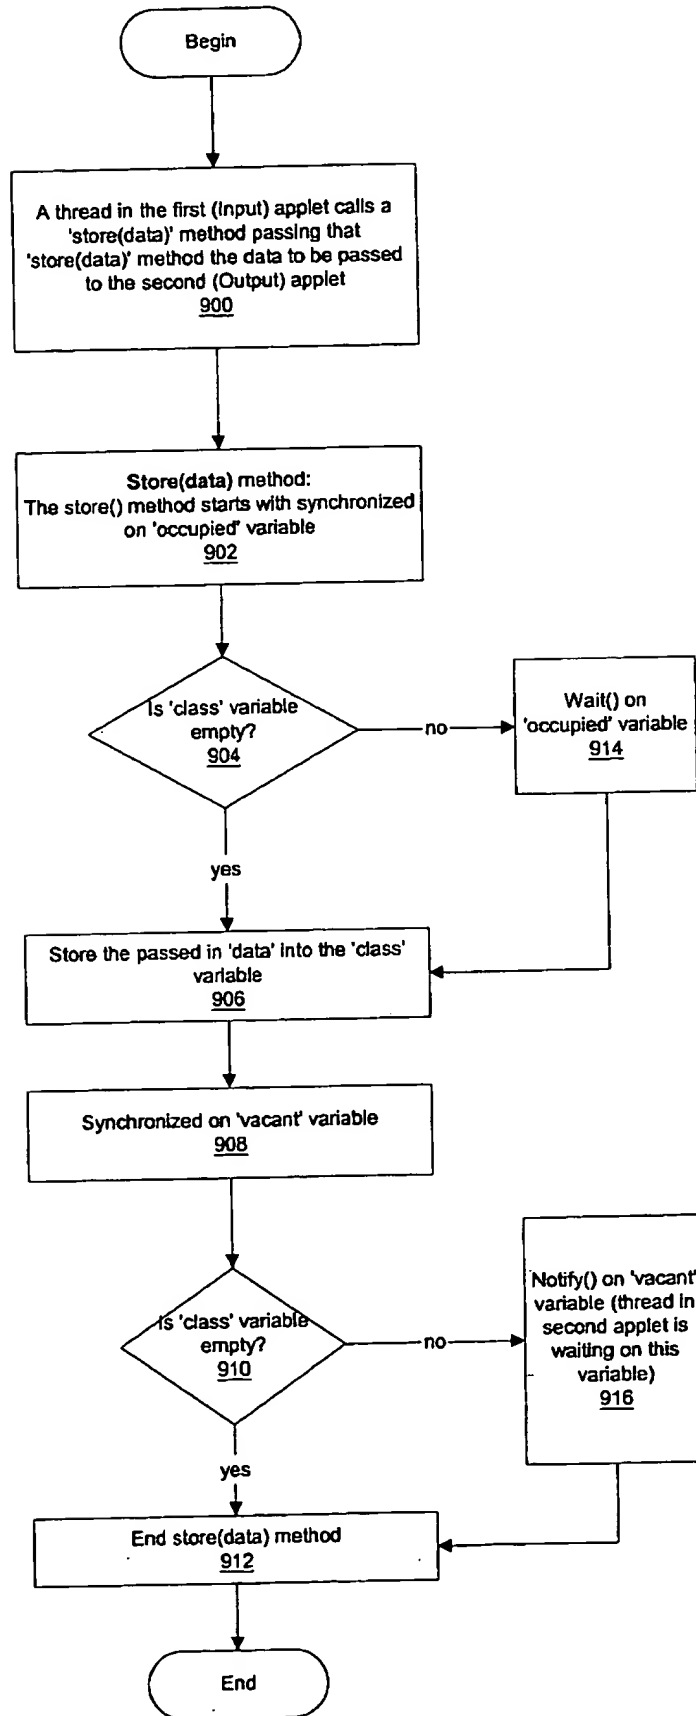 Begin
A thread in the first (Input) applet calls a
'store(data)' method passing that
'store(data)' method the data to be passed
to the second (Output) applet
900
Store(data) method:
The store() method starts with synchronized
on 'occupied' variable
902
Is 'class' variable
empty?
904
no
Wait() on
'occupied' variable
914
yes
Store the passed in 'data' into the 'class'
variable
906
Synchronized on 'vacant' variable
908
Is 'class' variable
empty?
910
no
Notify() on 'vacant'
variable (thread in
second applet is
waiting on this
variable)
916
yes
End store(data) method
912
End